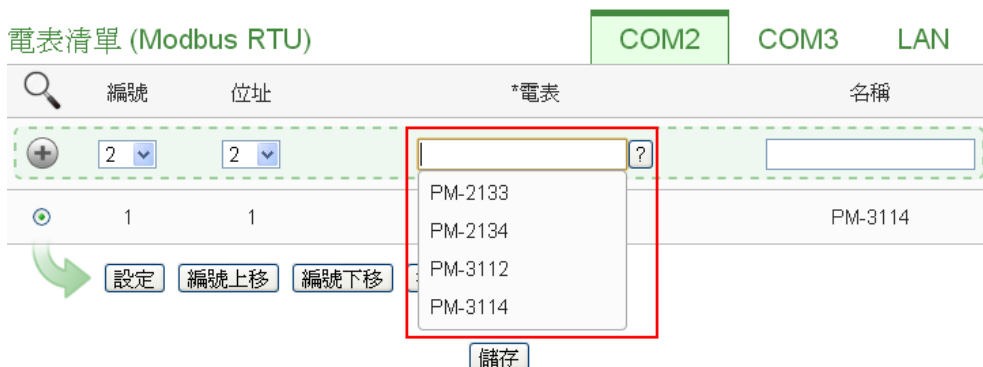 電表清單 (Modbus RTU) COM2 COM3 LAN
編號 位址 *電表 名稱
2 2 ?
PM-2133
1 1 PM-3114
PM-2134
設定 編號上移 編號下移 PM-3112
PM-3114
儲存